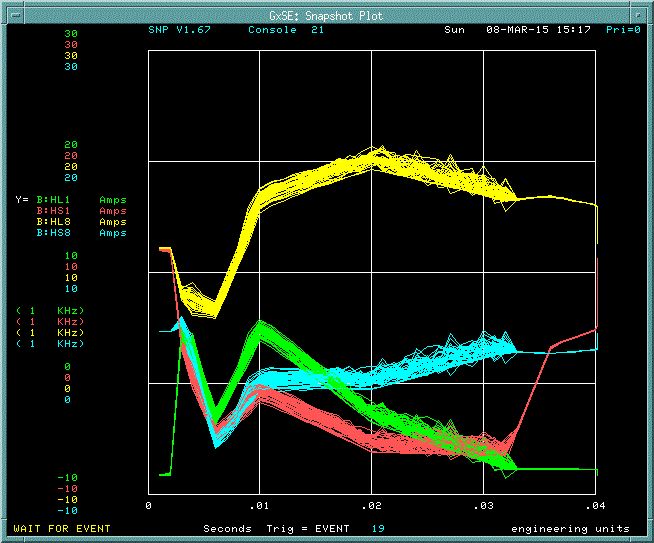 GxSE: Snapshot Plot
SNP V1.67 Console 21 Sun 08-MAR-15 15:17 Pri=0
30
30
30
30
20
20
20
20
Y= B:HL1 Amps
B:HS1 Amps
B:HL8 Amps
B:HS8 Amps
10
10
10
10
( 1 KHz)
( 1 KHz)
( 1 KHz)
( 1 KHz)
0
0
0
0
-10
-10
-10
-10
0 .01 .02 .03 .04
WAIT FOR EVENT Seconds Trig = EVENT 19 engineering units